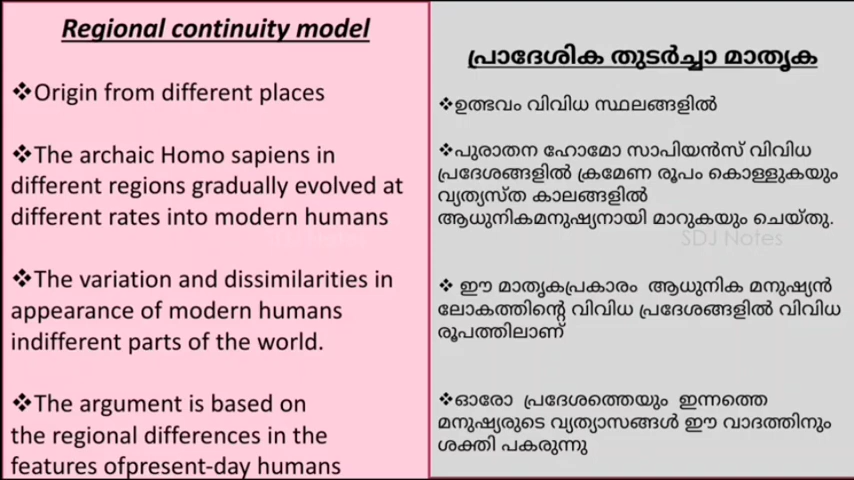 Regional continuity model
❖Origin from different places
❖The archaic Homo sapiens in
different regions gradually evolved at
different rates into modern humans
❖The variation and dissimilarities in
appearance of modern humans
indifferent parts of the world.
❖The argument is based on
the regional differences in the
features ofpresent-day humans
പ്രാദേശിക തുടർച്ചാ മാതൃക
❖ഉത്ഭവം വിവിധ സ്ഥലങ്ങളിൽ
❖പുരാതന ഹോമോ സാപിയൻസ് വിവിധ
പ്രദേശങ്ങളിൽ ക്രമേണ രൂപം കൊള്ളുകയും
വ്യത്യസ്ത കാലങ്ങളിൽ
ആധുനികമനുഷ്യനായി മാറുകയും ചെയ്തു.
SDJ Notes
❖ ഈ മാതൃകപ്രകാരം ആധുനിക മനുഷ്യൻ
ലോകത്തിന്റെ വിവിധ പ്രദേശങ്ങളിൽ വിവിധ
രൂപത്തിലാണ്
❖ഓരോ പ്രദേശത്തെയും ഇന്നത്തെ
മനുഷ്യരുടെ വ്യത്യാസങ്ങൾ ഈ വാദത്തിനും
ശക്തി പകരുന്നു